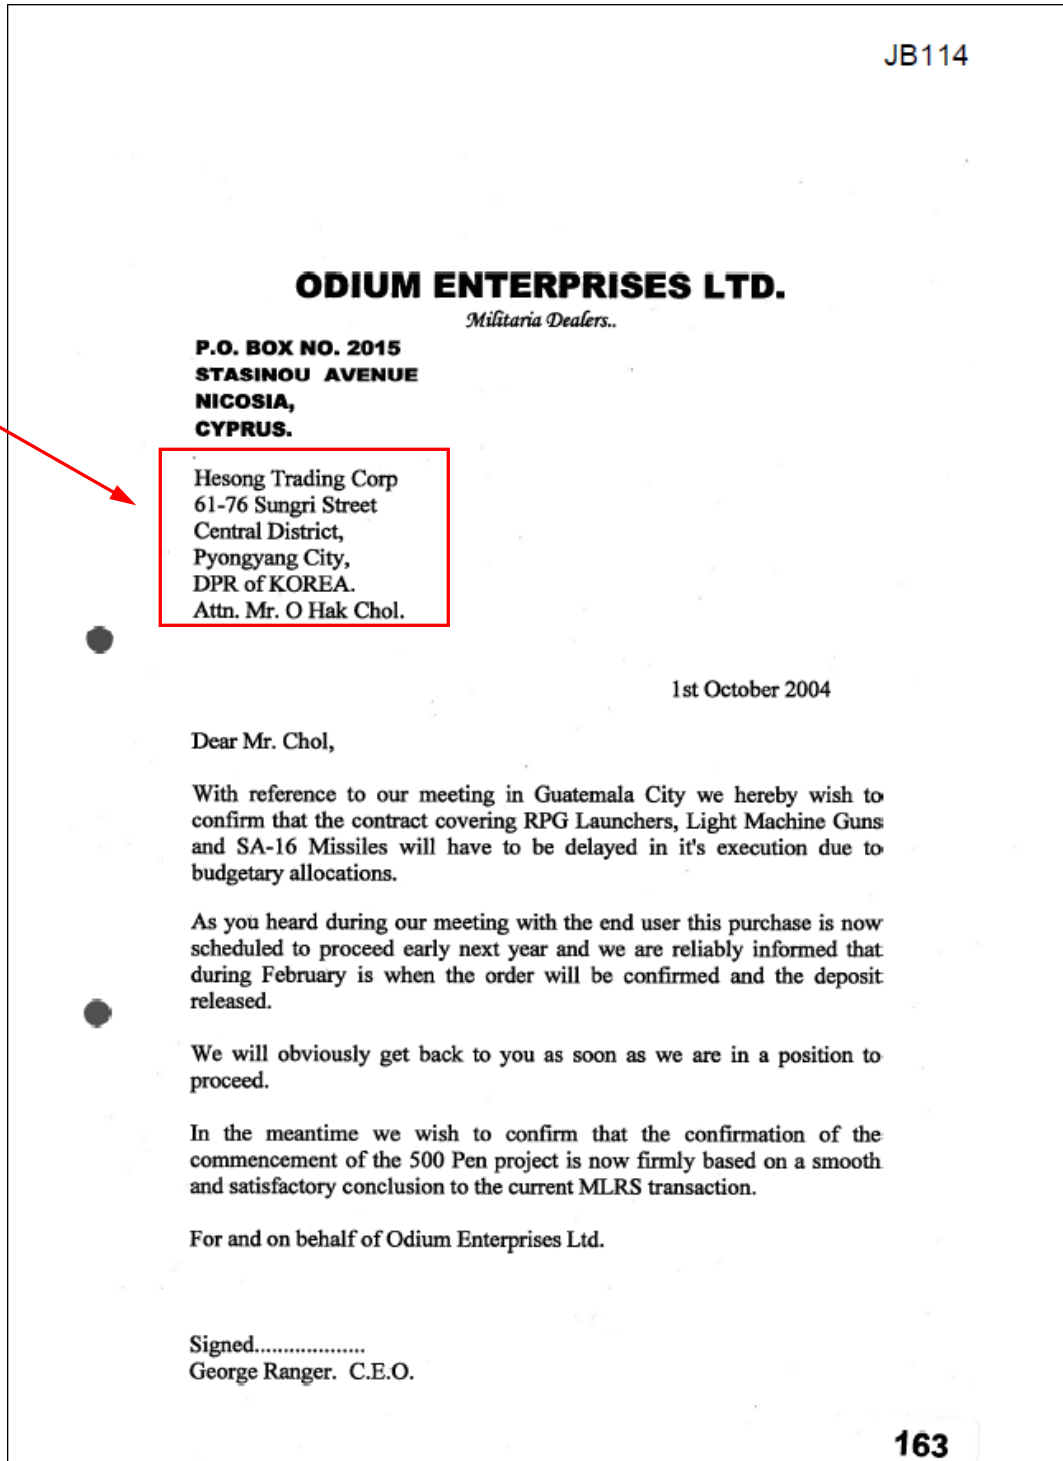 JB114
ODIUM ENTERPRISES LTD.
Militaria Dealers..
P.O. BOX NO. 2015
STASINOU AVENUE
NICOSIA,
CYPRUS.
Hesong Trading Corp
61-76 Sungri Street
Central District,
Pyongyang City,
DPR of KOREA.
Attn. Mr. O Hak Chol.
1st October 2004
Dear Mr. Chol,
With reference to our meeting in Guatemala City we hereby wish to
confirm that the contract covering RPG Launchers, Light Machine Guns
and SA-16 Missiles will have to be delayed in it's execution due to
budgetary allocations.
As you heard during our meeting with the end user this purchase is now
scheduled to proceed early next year and we are reliably informed that
during February is when the order will be confirmed and the deposit
released.
We will obviously get back to you as soon as we are in a position to
proceed.
In the meantime we wish to confirm that the confirmation of the
commencement of the 500 Pen project is now firmly based on a smooth
and satisfactory conclusion to the current MLRS transaction.
For and on behalf of Odium Enterprises Ltd.
Signed...................
George Ranger. C.E.O.
163